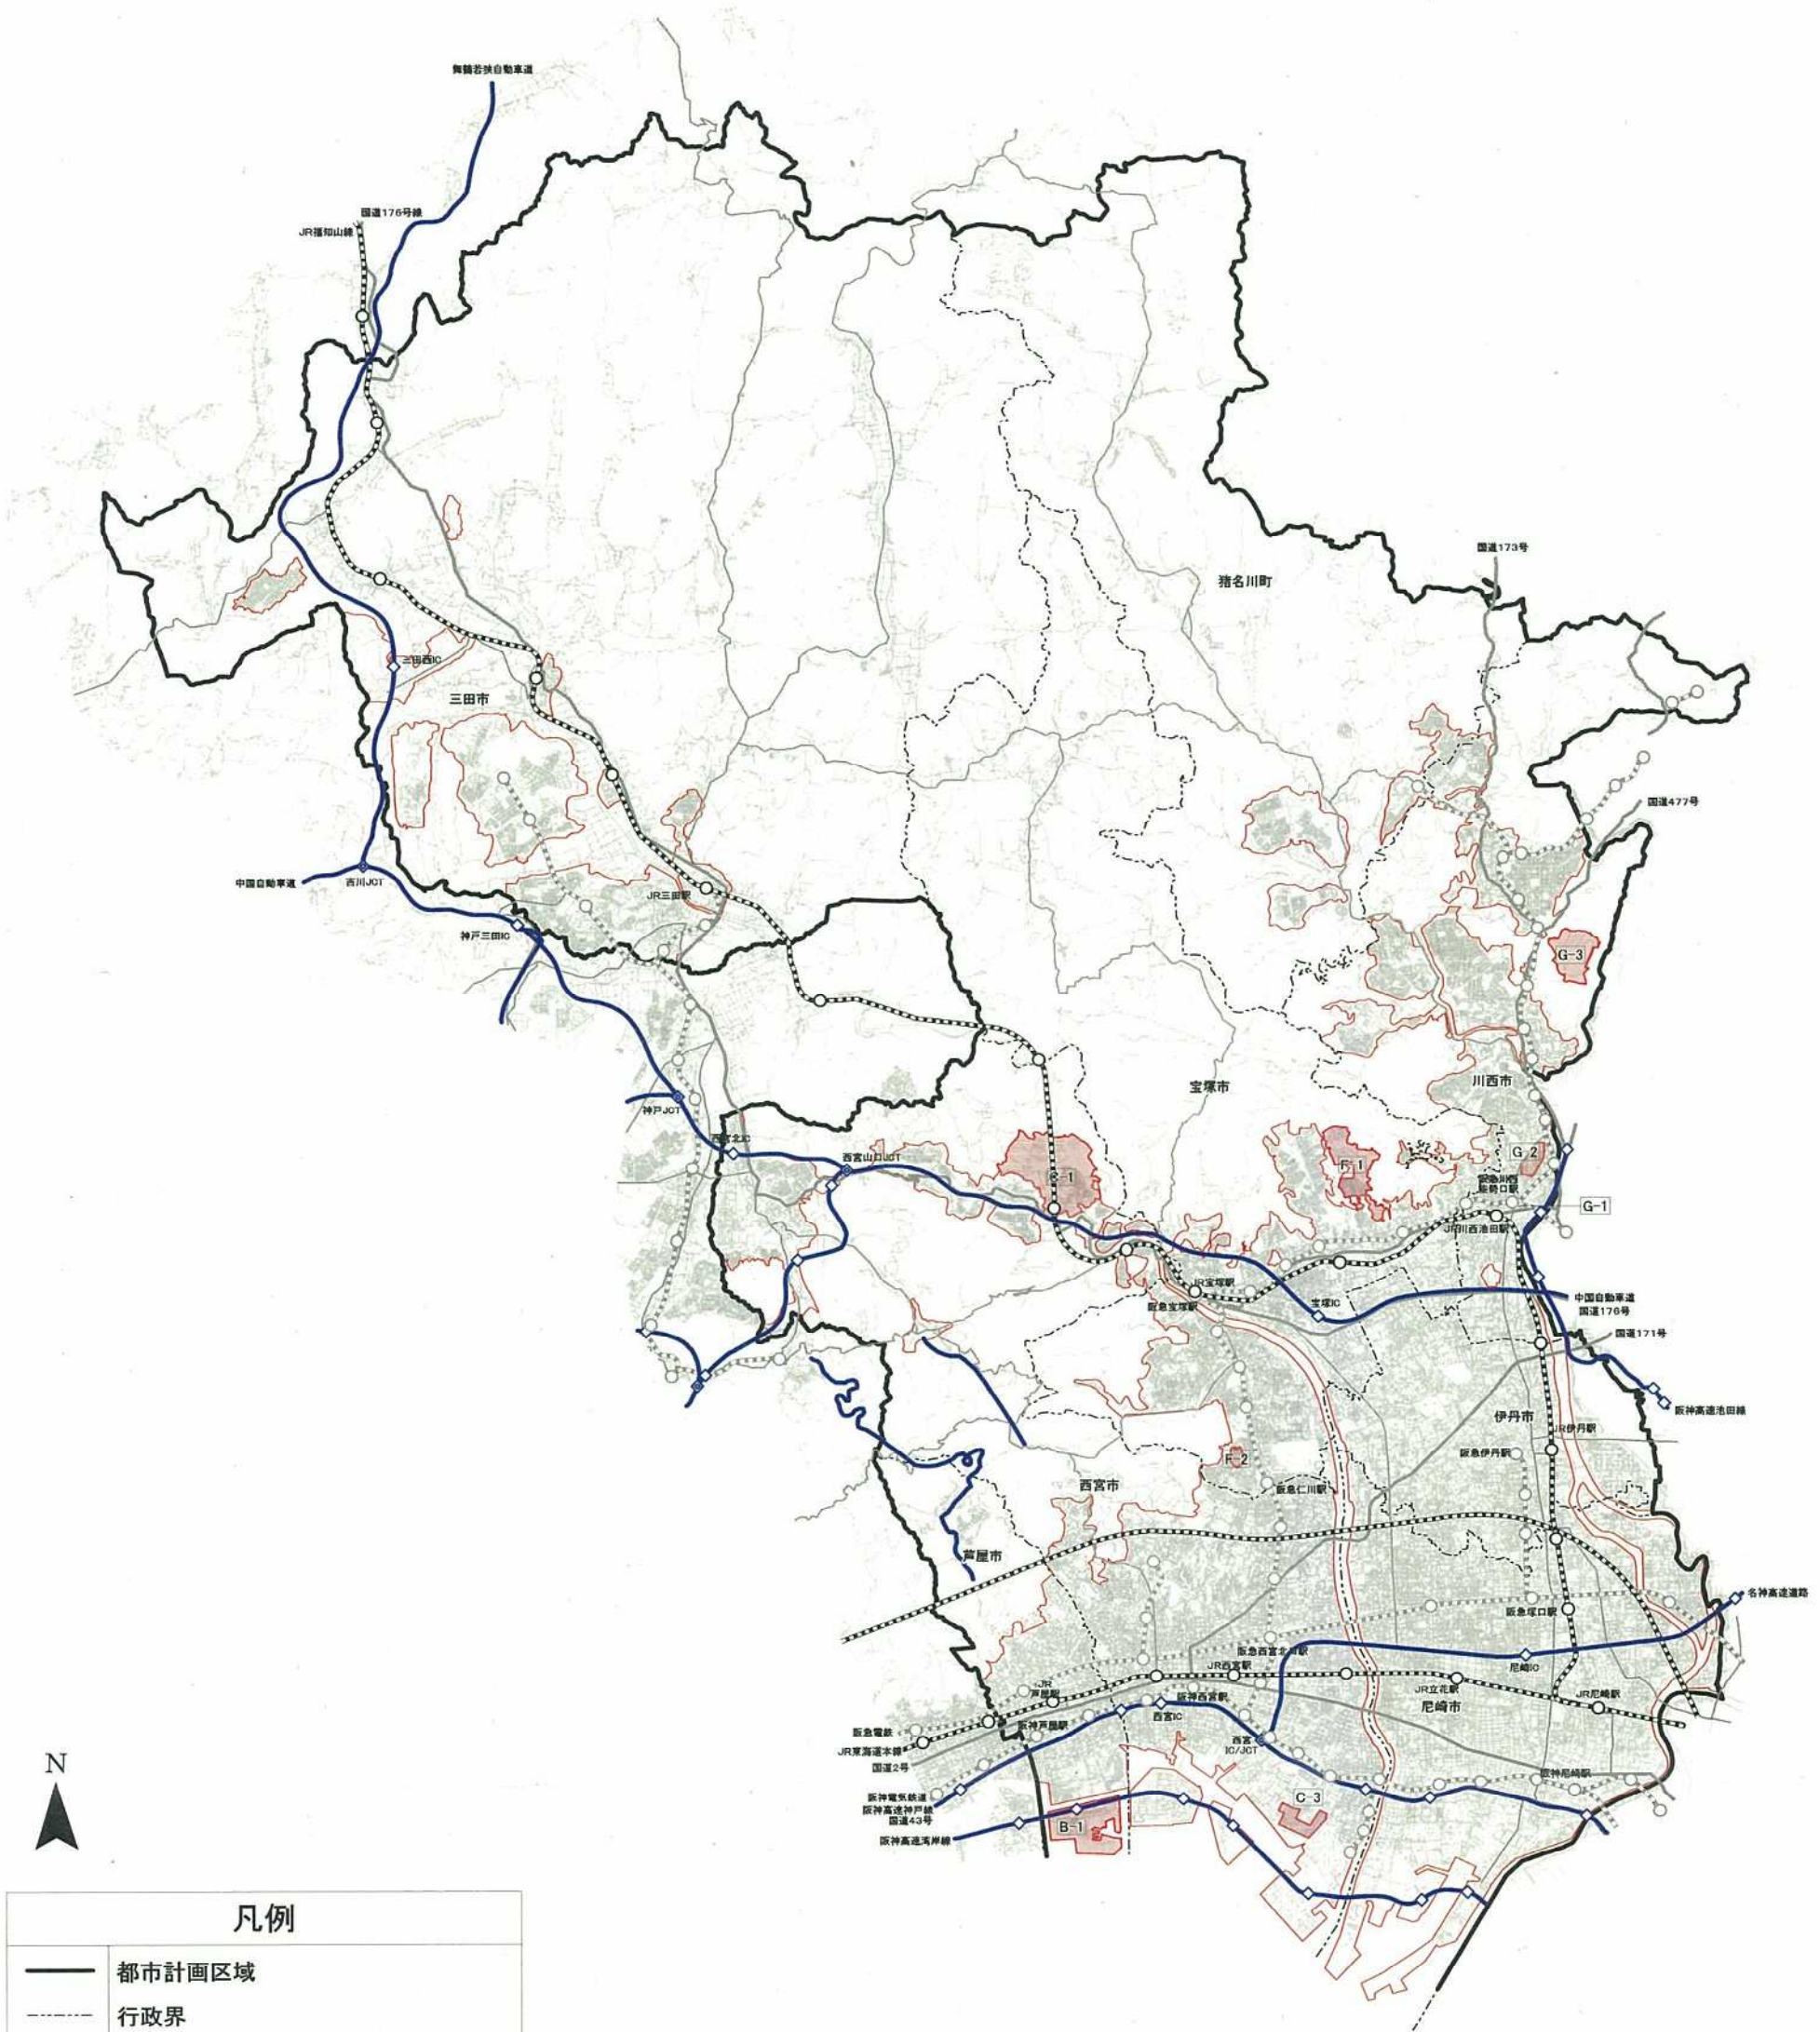 舞鶴若狭自動車道
国道176号線
JR福知山線
国道173号
猪名川町
三田西IC
三田市
国道477号
中国自動車道
吉川JCT
JR三田駅
神戸三田IC
G-3
宝塚市
川西市
神戸JCT
西宮北IC
西宮山口JCT
C-1
F-1
G-2
阪急川西
能勢口駅
G-1
JR川西池田駅
JR宝塚駅
阪急宝塚駅
宝塚IC
中国自動車道
国道176号
国道171号
阪神高速池田線
伊丹市
JR伊丹駅
阪急伊丹駅
F-2
西宮市
阪急仁川駅
芦屋市
名神高速道路
阪急塚口駅
阪急西宮北口駅
JR西宮駅
尼崎IC
JR
芦屋駅
JR立花駅
JR尼崎駅
阪神西宮駅
尼崎市
西宮IC
阪神芦屋駅
阪急電鉄
JR東海道本線
国道2号
西宮
IC/JCT
阪神尼崎駅
阪神電気鉄道
阪神高速神戸線
国道43号
阪神高速湾岸線
C-3
B-1
N
凡例
都市計画区域
行政界